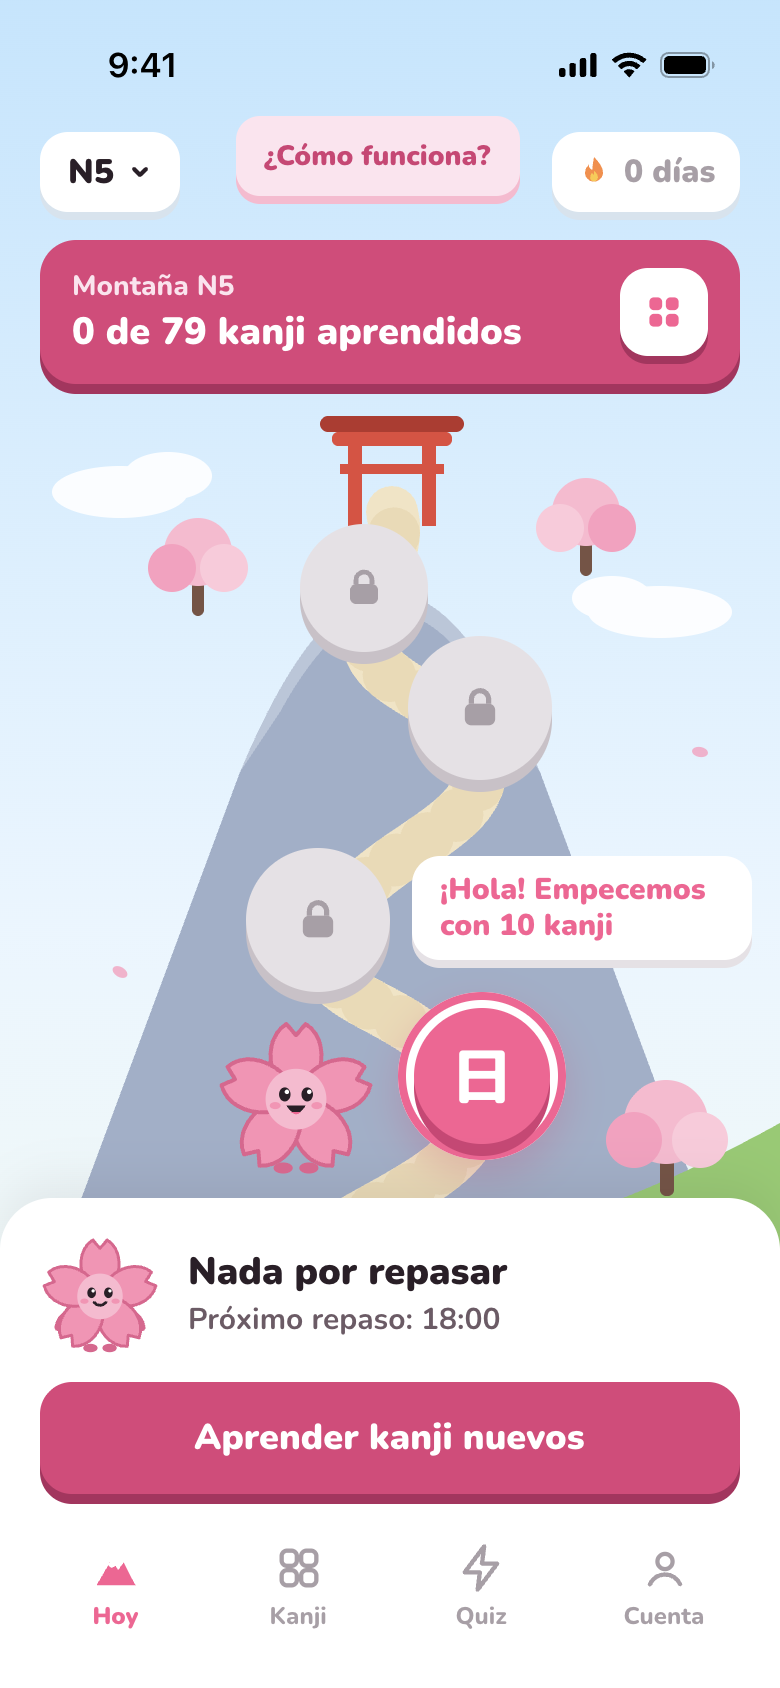 9:41
N5
¿Cómo funciona?
0 días
Montaña N5
0 de 79 kanji aprendidos
¡Hola! Empecemos
con 10 kanji
日
Nada por repasar
Próximo repaso: 18:00
Aprender kanji nuevos
Hoy
Kanji
Quiz
Cuenta